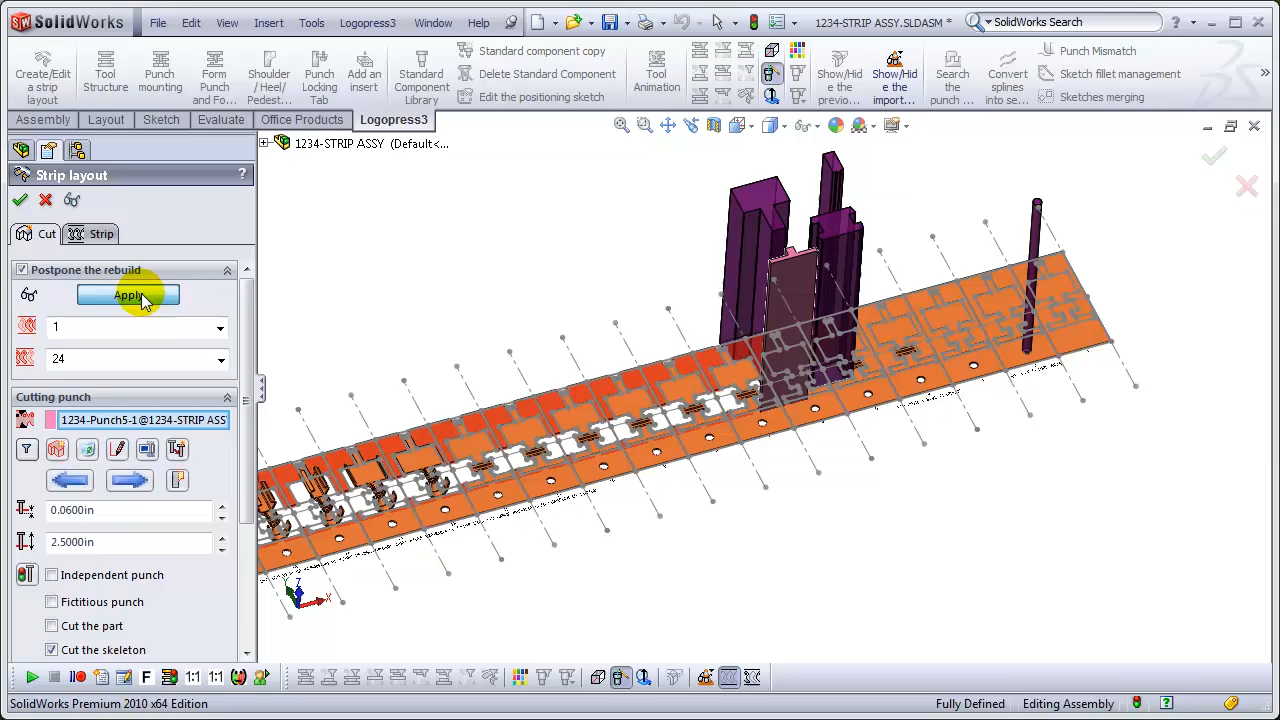 SolidWorks File Edit View Insert Tools Logopress3 Window Help 1234-STRIP ASSY.SLDASM * SolidWorks Search
Create/Edit a strip layout
Tool Structure
Punch mounting
Form Punch and Fo...
Shoulder / Heel/ Pedest...
Punch Locking Tab
Add an insert
Standard Component Library
Standard component copy
Delete Standard Component
Edit the positioning sketch
Tool Animation
Show/Hid e the previo...
Show/Hid e the import...
Search the punch ...
Convert splines into se...
Punch Mismatch
Sketch fillet management
Sketches merging
Assembly Layout Sketch Evaluate Office Products Logopress3
1234-STRIP ASSY (Default<...
Strip layout ?
Cut Strip
Postpone the rebuild
Apply
1
24
Cutting punch
1234-Punch5-1@1234-STRIP ASS
0.0600in
2.5000in
Independent punch
Fictitious punch
Cut the part
Cut the skeleton
Z
X
F 1:1 1:1
SolidWorks Premium 2010 x64 Edition Fully Defined Editing Assembly